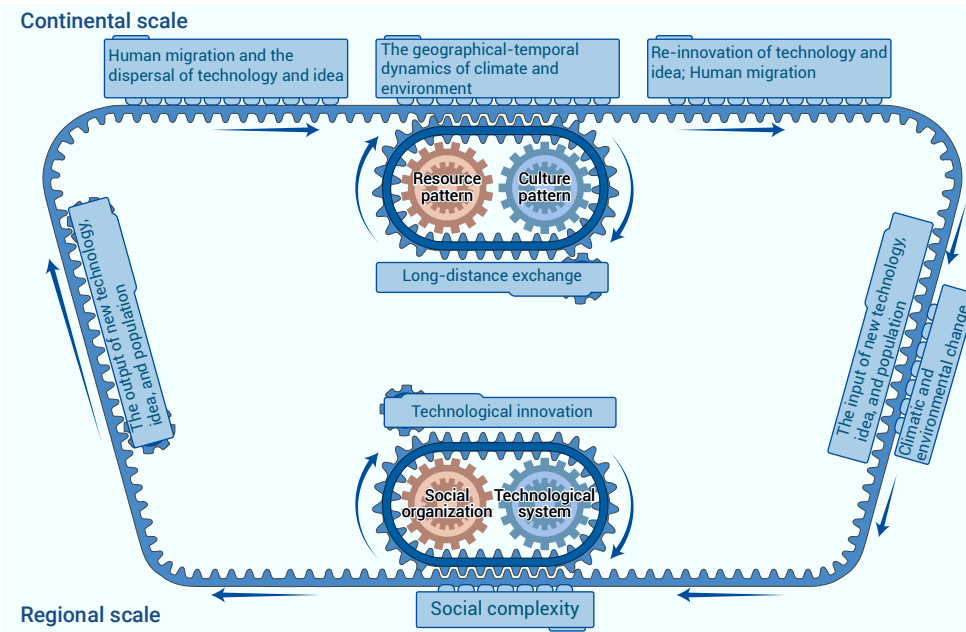 Continental scale
Human migration and the
dispersal of technology and idea
The geographical-temporal
dynamics of climate and
environment
Re-innovation of technology and
idea; Human migration
Resource
pattern
Culture
pattern
Long-distance exchange
The output of new technology,
idea, and population
The input of new technology,
idea, and population
Climatic and
environmental change
Technological innovation
Social
organization
Technological
system
Social complexity
Regional scale